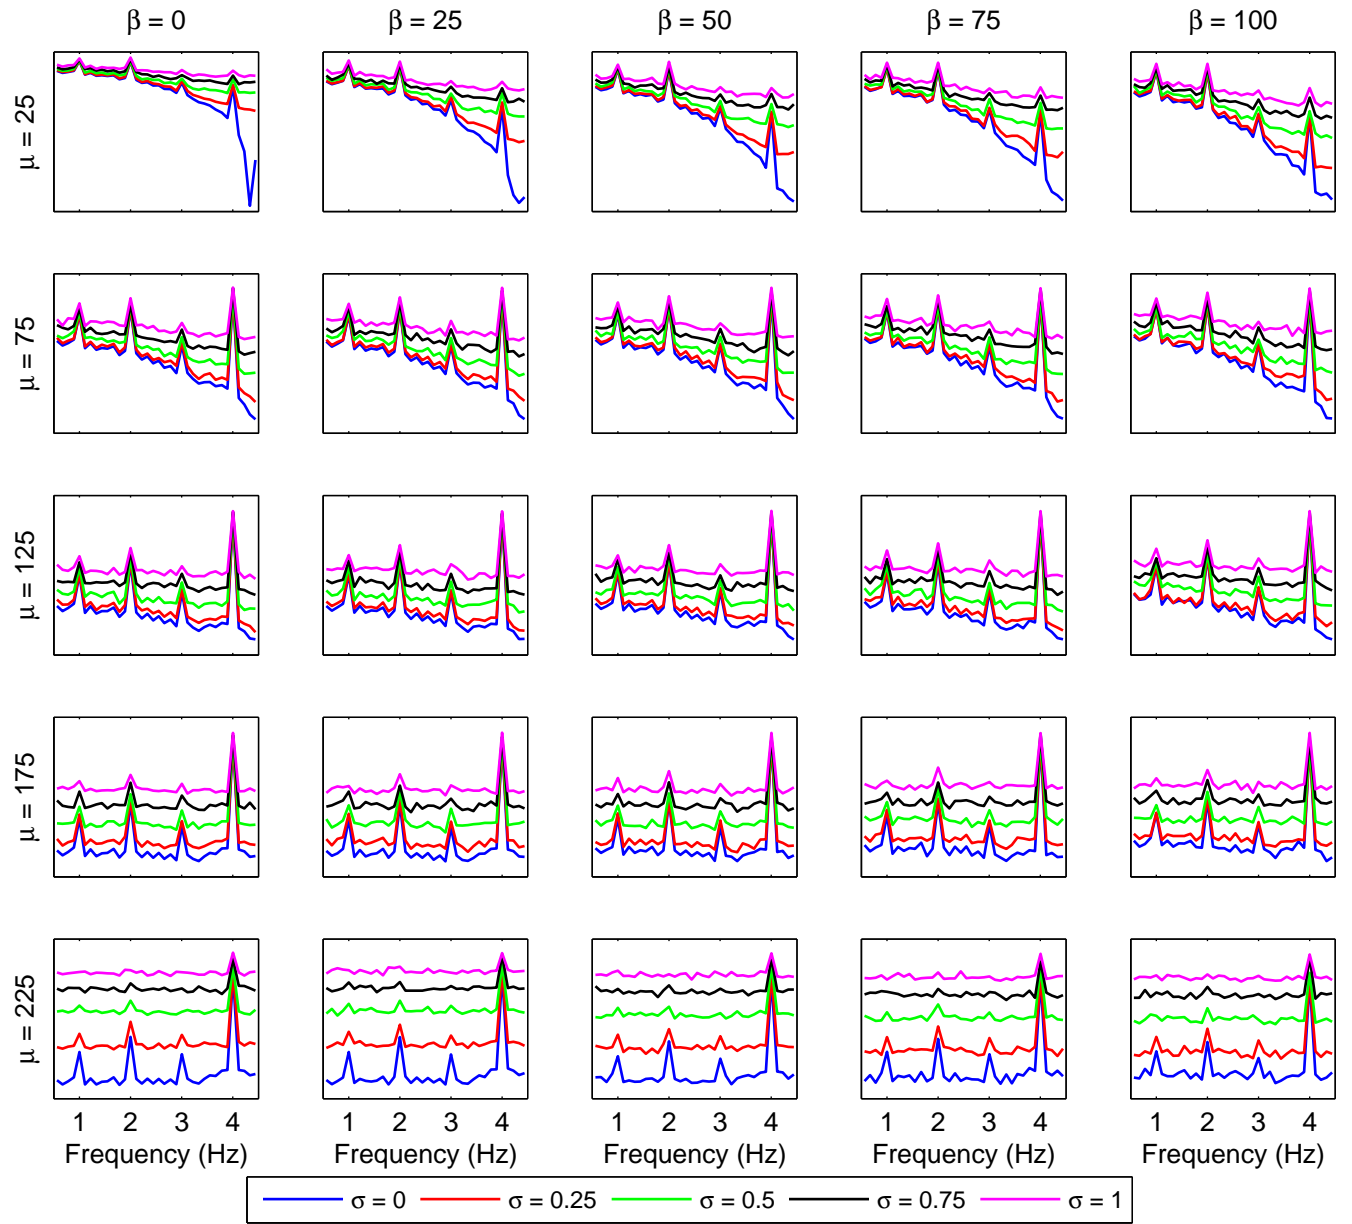 β = 0 β = 25 β = 50 β = 75 β = 100
μ = 25
μ = 75
μ = 125
μ = 175
μ = 225
1 2 3 4 1 2 3 4 1 2 3 4 1 2 3 4 1 2 3 4
Frequency (Hz) Frequency (Hz) Frequency (Hz) Frequency (Hz) Frequency (Hz)
σ = 0 σ = 0.25 σ = 0.5 σ = 0.75 σ = 1